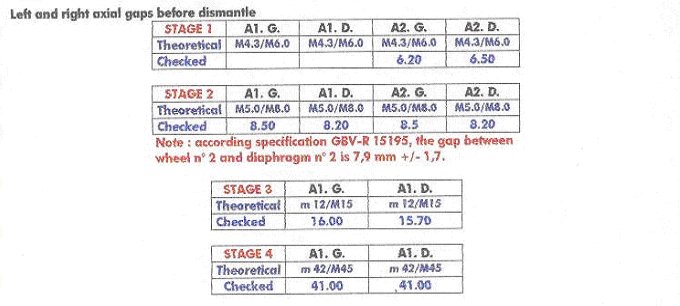 Left and right axial gaps before dismantle
STAGE 1 A1. G. A1. D. A2. G. A2. D.
Theoretical M4.3/M6.0 M4.3/M6.0 M4.3/M6.0 M4.3/M6.0
Checked 6.20 6.50
STAGE 2 A1. G. A1. D. A2. G. A2. D.
Theoretical M5.0/M8.0 M5.0/M8.0 M5.0/M8.0 M5.0/M8.0
Checked 8.50 8.20 8.5 8.20
Note : according specification GBV-R 15195, the gap between
wheel n° 2 and diaphragm n° 2 is 7,9 mm +/- 1,7.
STAGE 3 A1. G. A1. D.
Theoretical m 12/M15 m 12/M15
Checked 16.00 15.70
STAGE 4 A1. G. A1. D.
Theoretical m 42/M45 m 42/M45
Checked 41.00 41.00